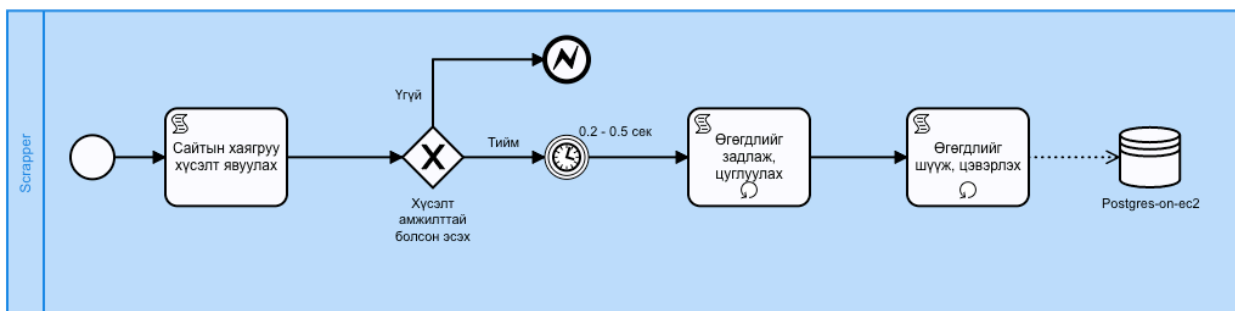 Scrapper
Сайтын хаягруу
хүсэлт явуулах
Үгүй
Хүсэлт
амжилттай
болсон эсэх
Тийм
0.2 - 0.5 сек
Өгөгдлийг
задлаж,
цуглуулах
Өгөгдлийг
шүүж, цэвэрлэх
Postgres-on-ec2